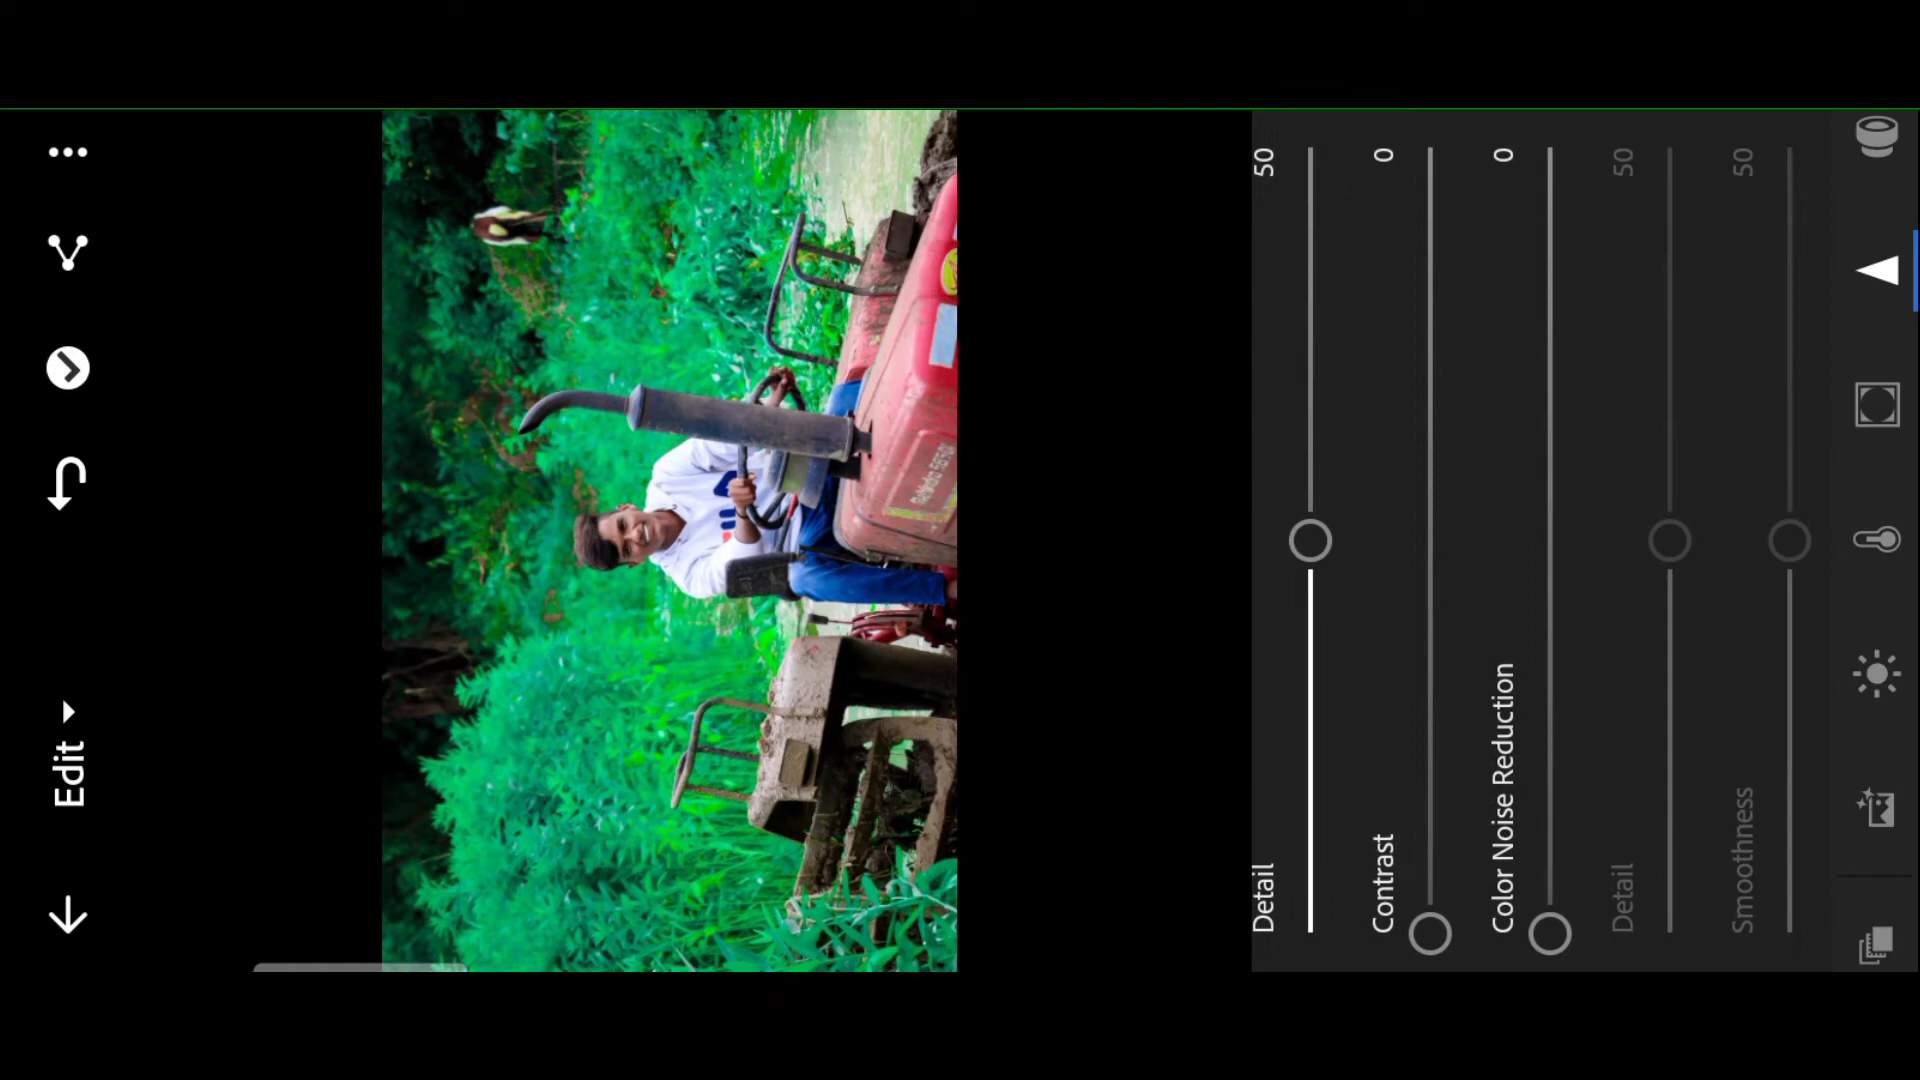 Edit
Detail 50
Contrast 0
Color Noise Reduction 0
Detail 50
Smoothness 50